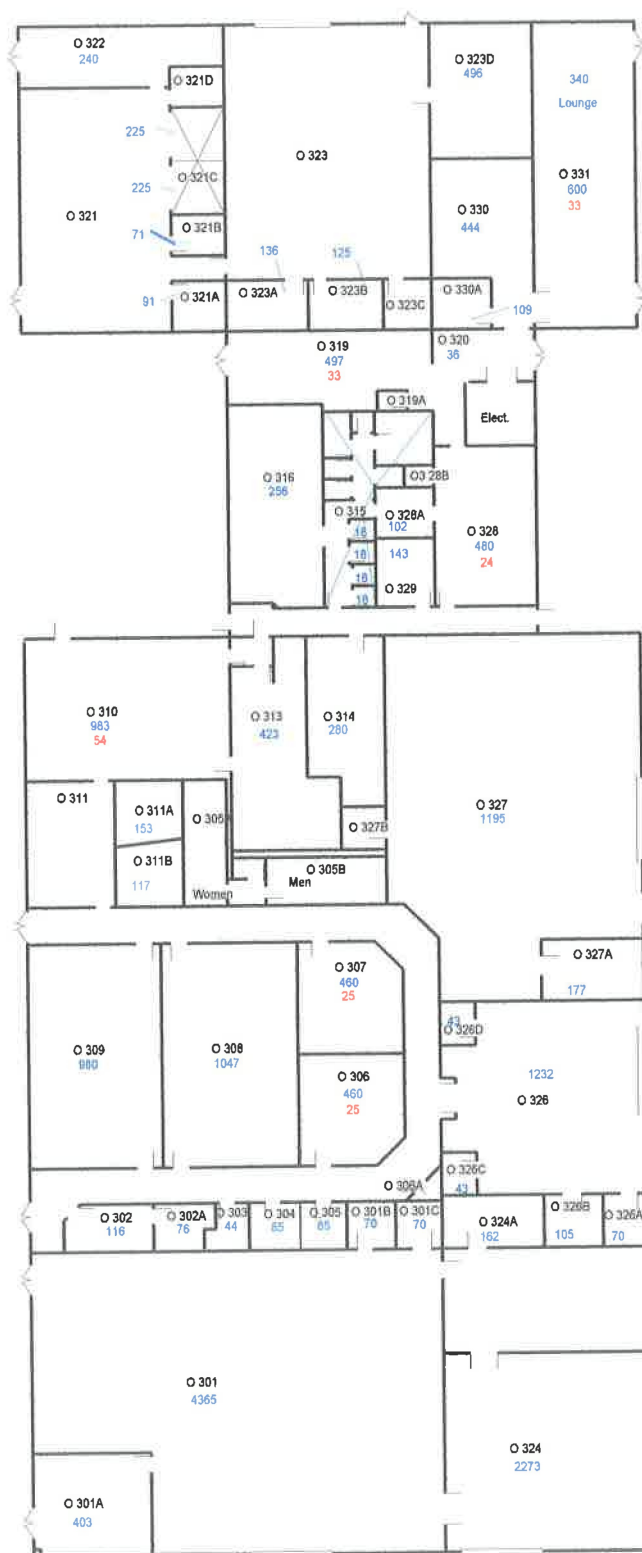 O 322
240
O 321D
O 323D
496
340
Lounge
225
O 323
O 321C
O 331
600
33
225
O 321
O 330
444
O 321B
71
136
125
91
O 321A
O 323A
O 323B
O 323C
O 330A
109
O 319
497
33
O 320
36
O 319A
Elect.
O 316
256
O3 28B
O 315
O 328A
102
O 328
480
24
18
143
18
18
O 329
18
O 310
983
54
O 313
423
O 314
280
O 327
1195
O 311
O 311A
153
O 305
O 327B
O 311B
117
O 305B
Men
Women
O 327A
177
O 307
460
25
43
O 326D
O 309
980
O 308
1047
1232
O 326
O 306
460
25
O 326C
43
O 306A
O 302
116
O 302A
76
O 303
44
O 304
65
O 305
65
O 301B
70
O 301C
70
O 324A
162
O 326B
105
O 326A
70
O 301
4365
O 324
2273
O 301A
403